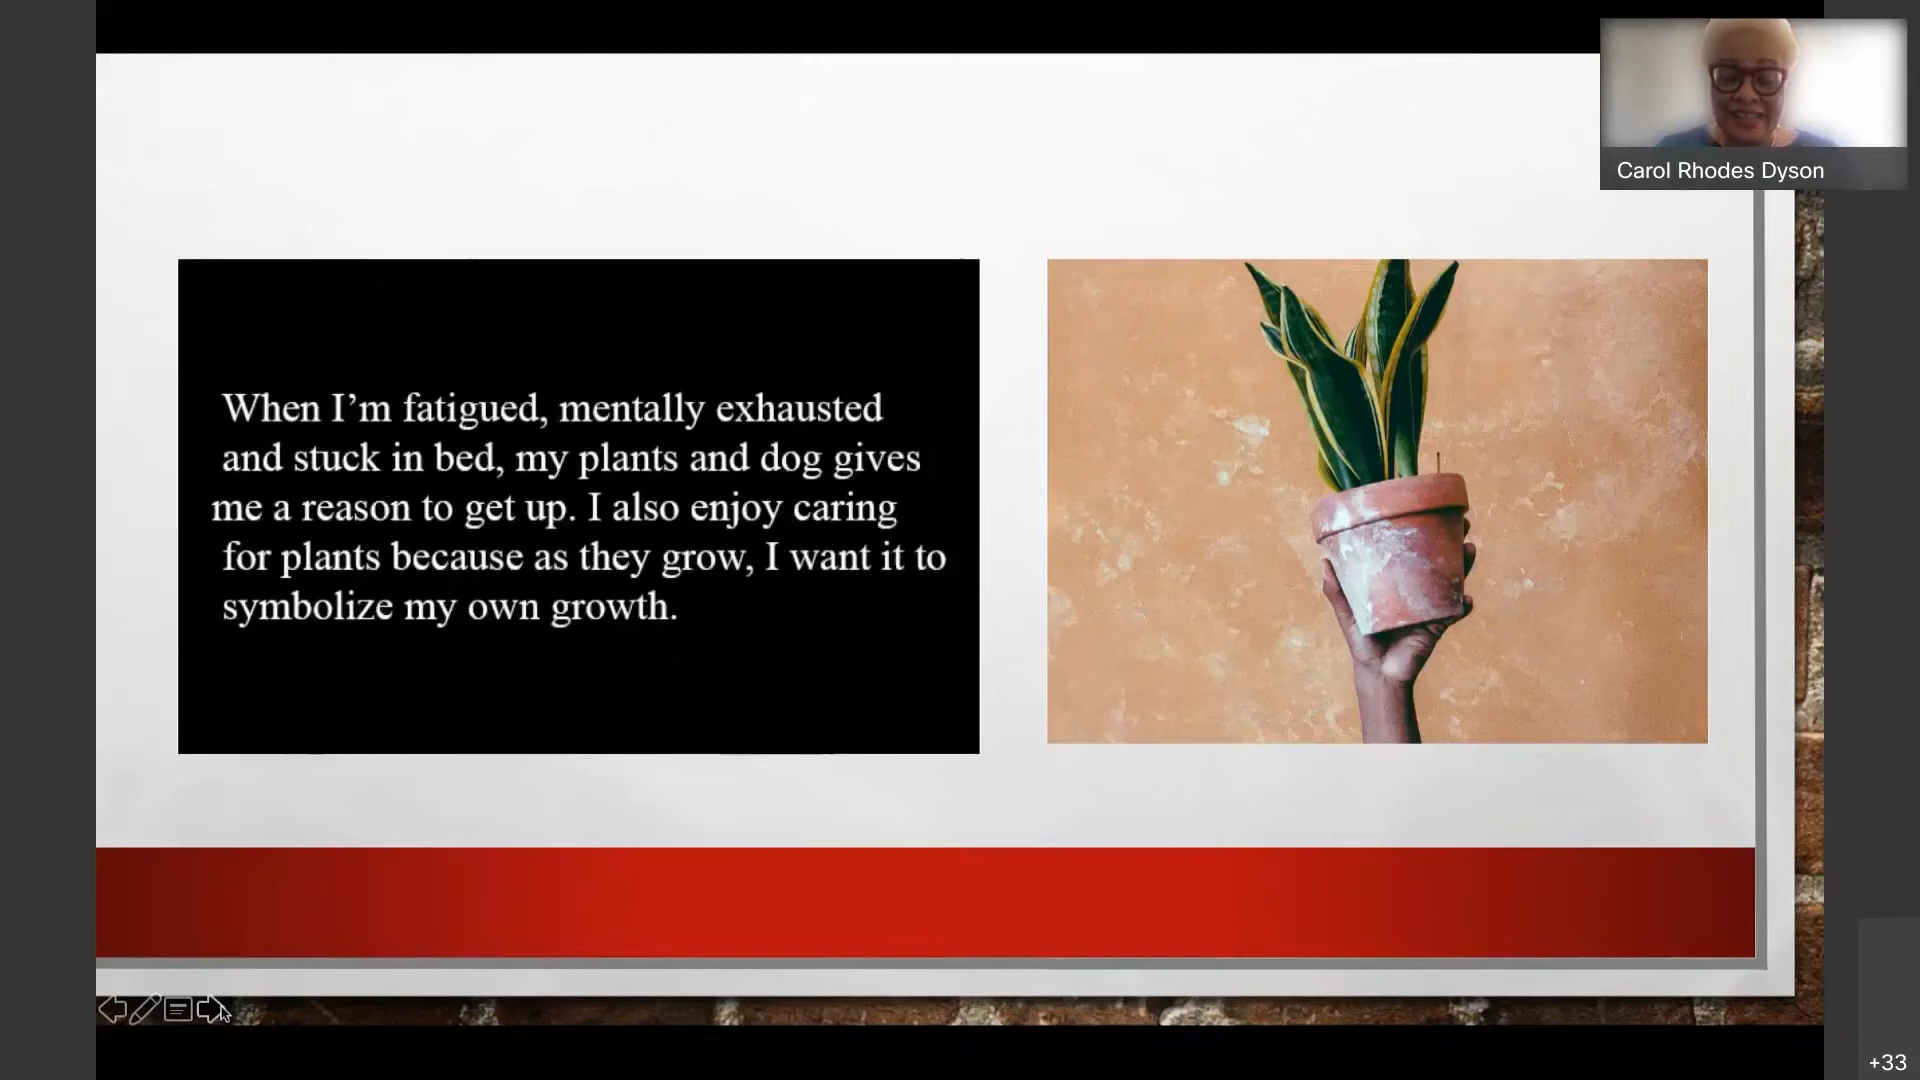 Carol Rhodes Dyson
When I’m fatigued, mentally exhausted
and stuck in bed, my plants and dog gives
me a reason to get up. I also enjoy caring
for plants because as they grow, I want it to
symbolize my own growth.
+33